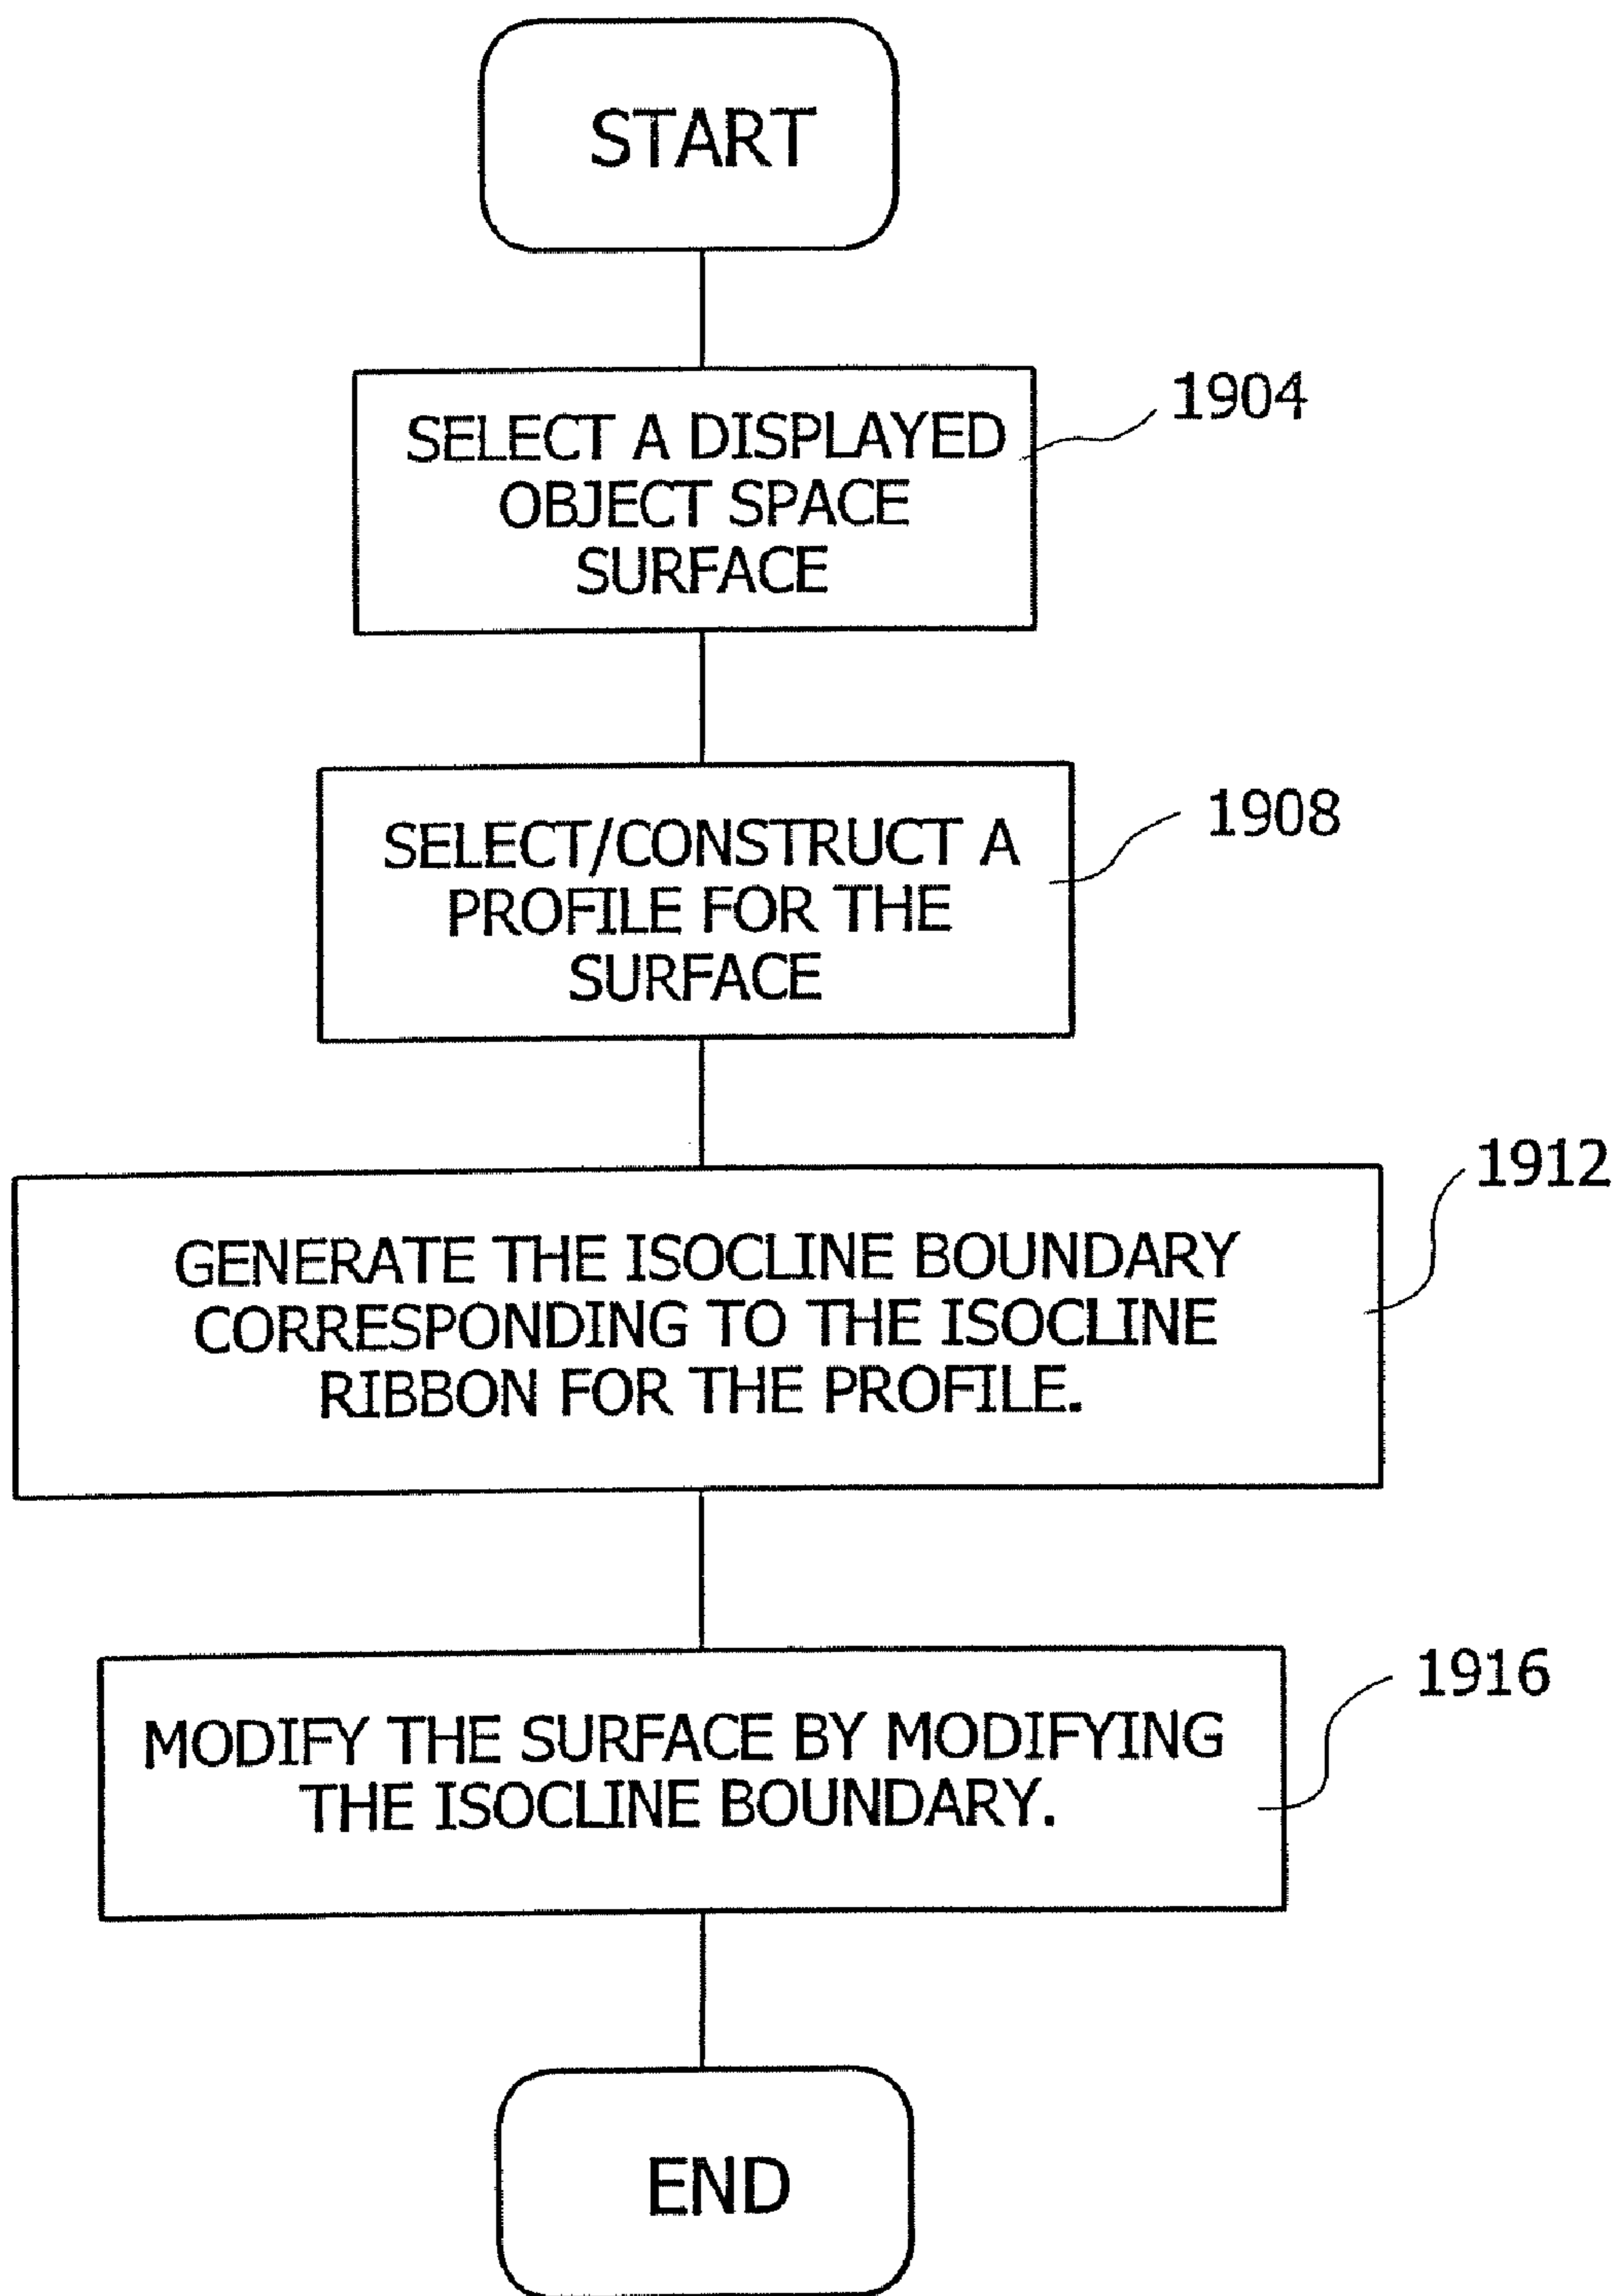 START
1904
SELECT A DISPLAYED
OBJECT SPACE
SURFACE
1908
SELECT/CONSTRUCT A
PROFILE FOR THE
SURFACE
1912
GENERATE THE ISOCLINE BOUNDARY
CORRESPONDING TO THE ISOCLINE
RIBBON FOR THE PROFILE.
1916
MODIFY THE SURFACE BY MODIFYING
THE ISOCLINE BOUNDARY.
END